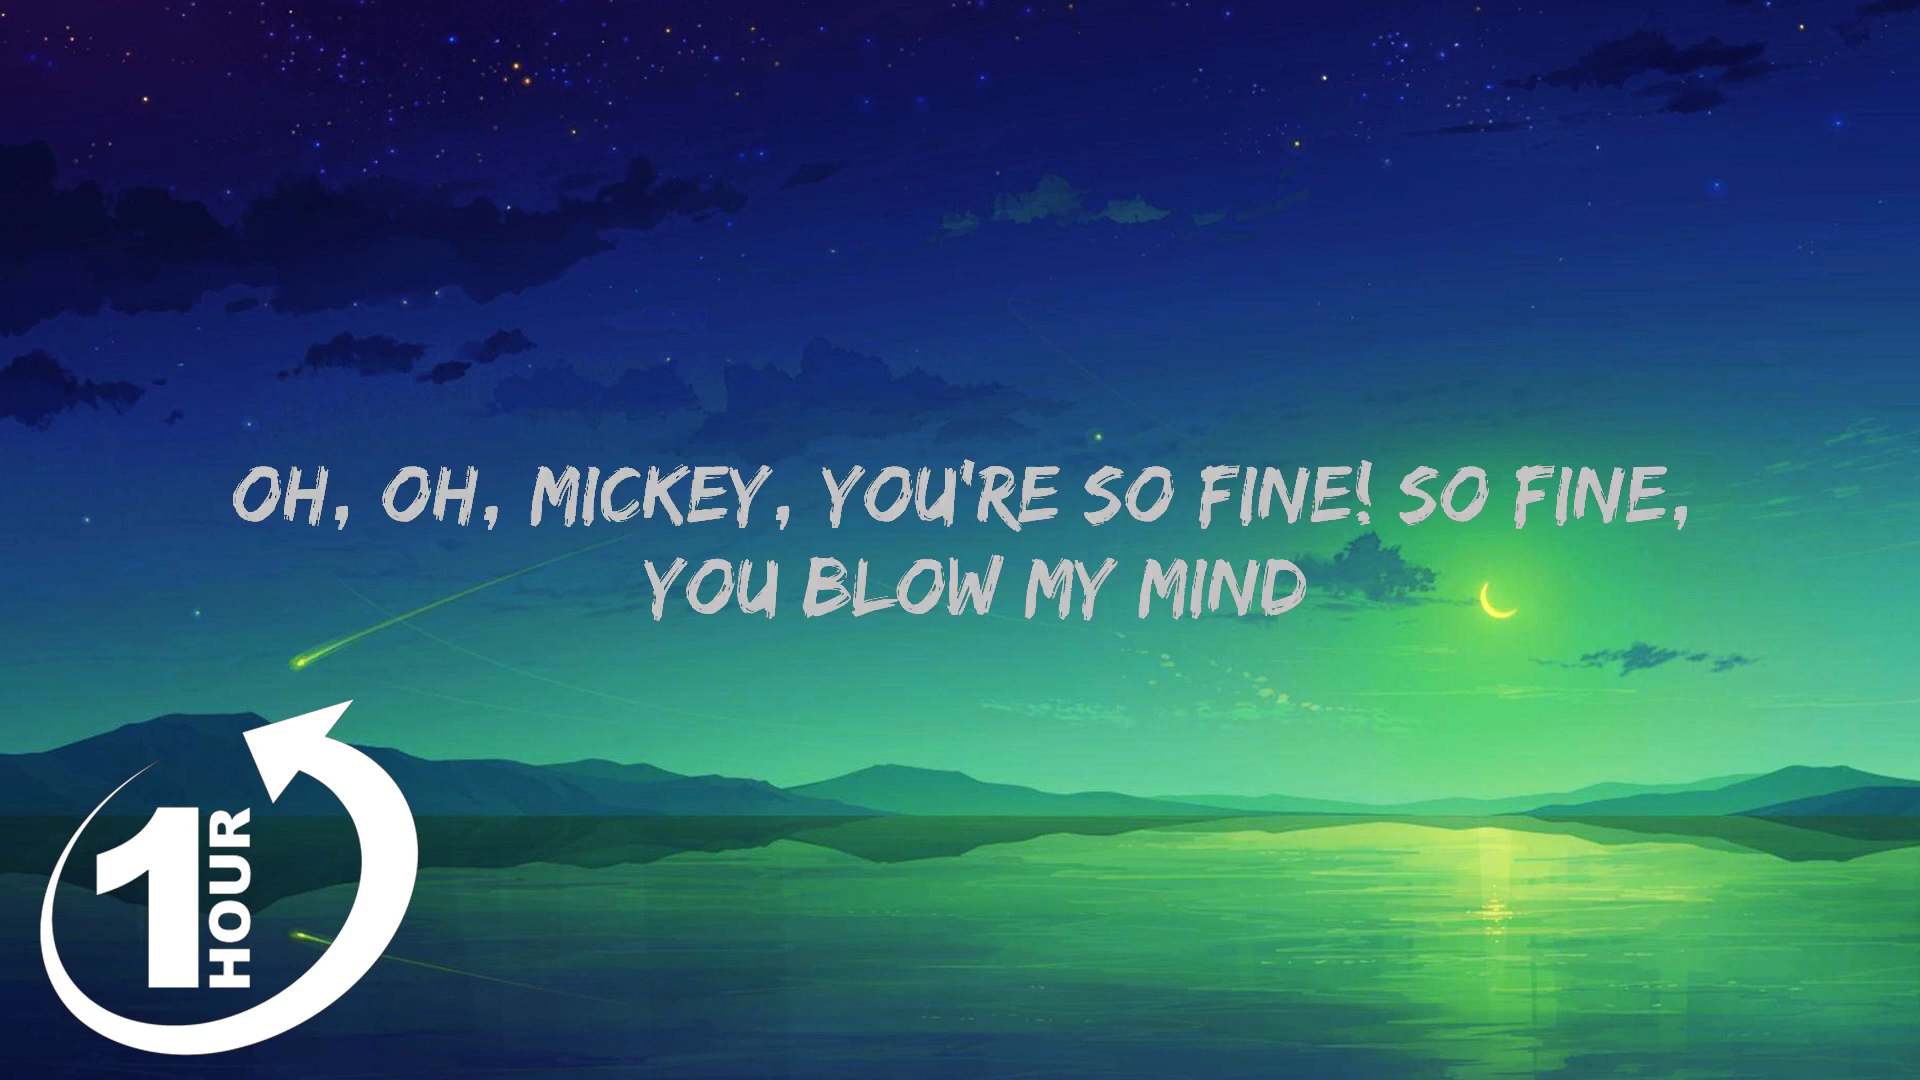 OH, OH, MICKEY, YOU'RE SO FINE! SO FINE,
YOU BLOW MY MIND
1 HOUR